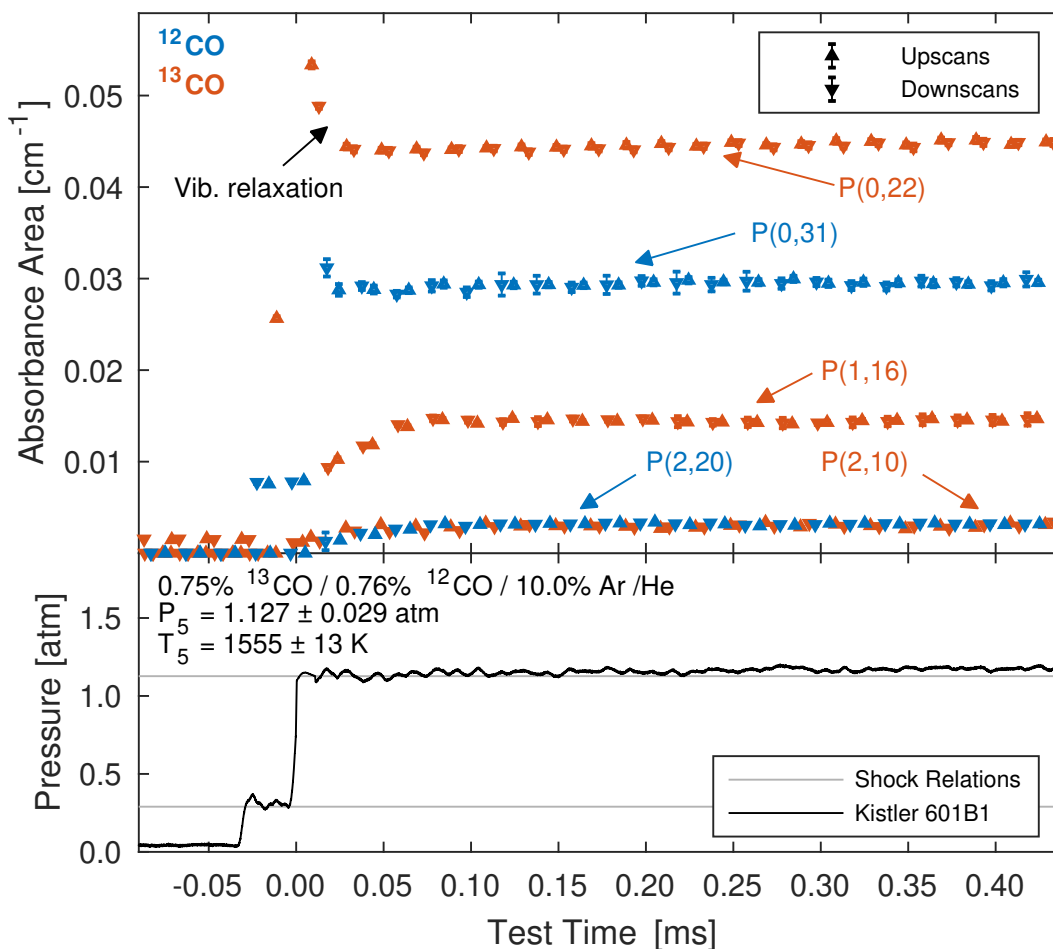 ¹²CO
¹³CO
Upscans
Downscans
Vib. relaxation
P(0,22)
P(0,31)
P(1,16)
P(2,20)
P(2,10)
Absorbance Area [cm⁻¹]
0.05
0.04
0.03
0.02
0.01
0.75% ¹³CO / 0.76% ¹²CO / 10.0% Ar /He
P₅ = 1.127 ± 0.029 atm
T₅ = 1555 ± 13 K
Pressure [atm]
1.5
1.0
0.5
0.0
Shock Relations
Kistler 601B1
-0.05 0.00 0.05 0.10 0.15 0.20 0.25 0.30 0.35 0.40
Test Time [ms]